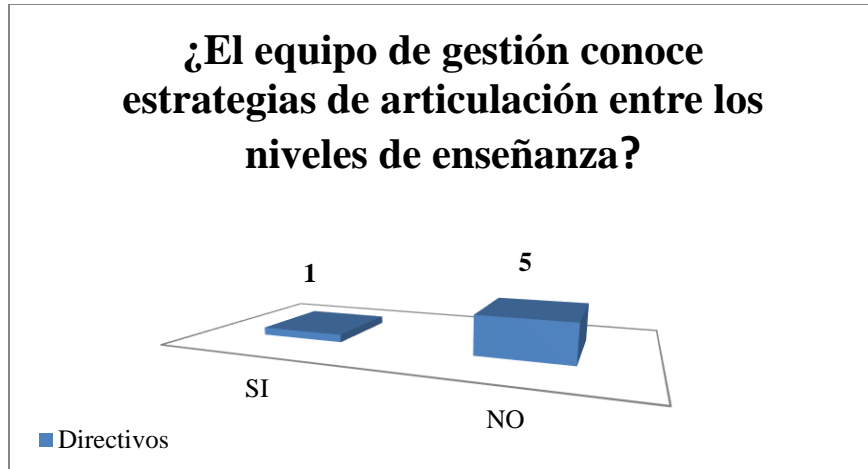 ¿El equipo de gestión conoce
estrategias de articulación entre los
niveles de enseñanza?
1
5
SI
NO
Directivos